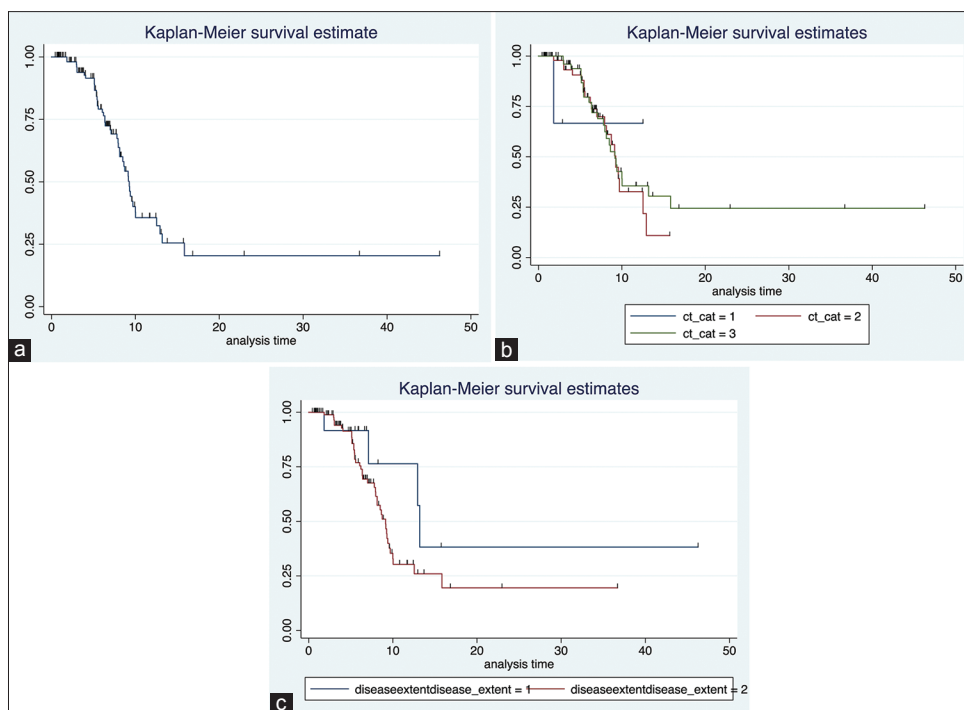 Kaplan-Meier survival estimate
1.00
0.75
0.50
0.25
0.00
0 10 20 30 40 50
analysis time
a
Kaplan-Meier survival estimates
1.00
0.75
0.50
0.25
0.00
0 10 20 30 40 50
analysis time
ct_cat = 1 ct_cat = 2
ct_cat = 3
b
Kaplan-Meier survival estimates
1.00
0.75
0.50
0.25
0.00
0 10 20 30 40 50
analysis time
diseaseextentdisease_extent = 1 diseaseextentdisease_extent = 2
c